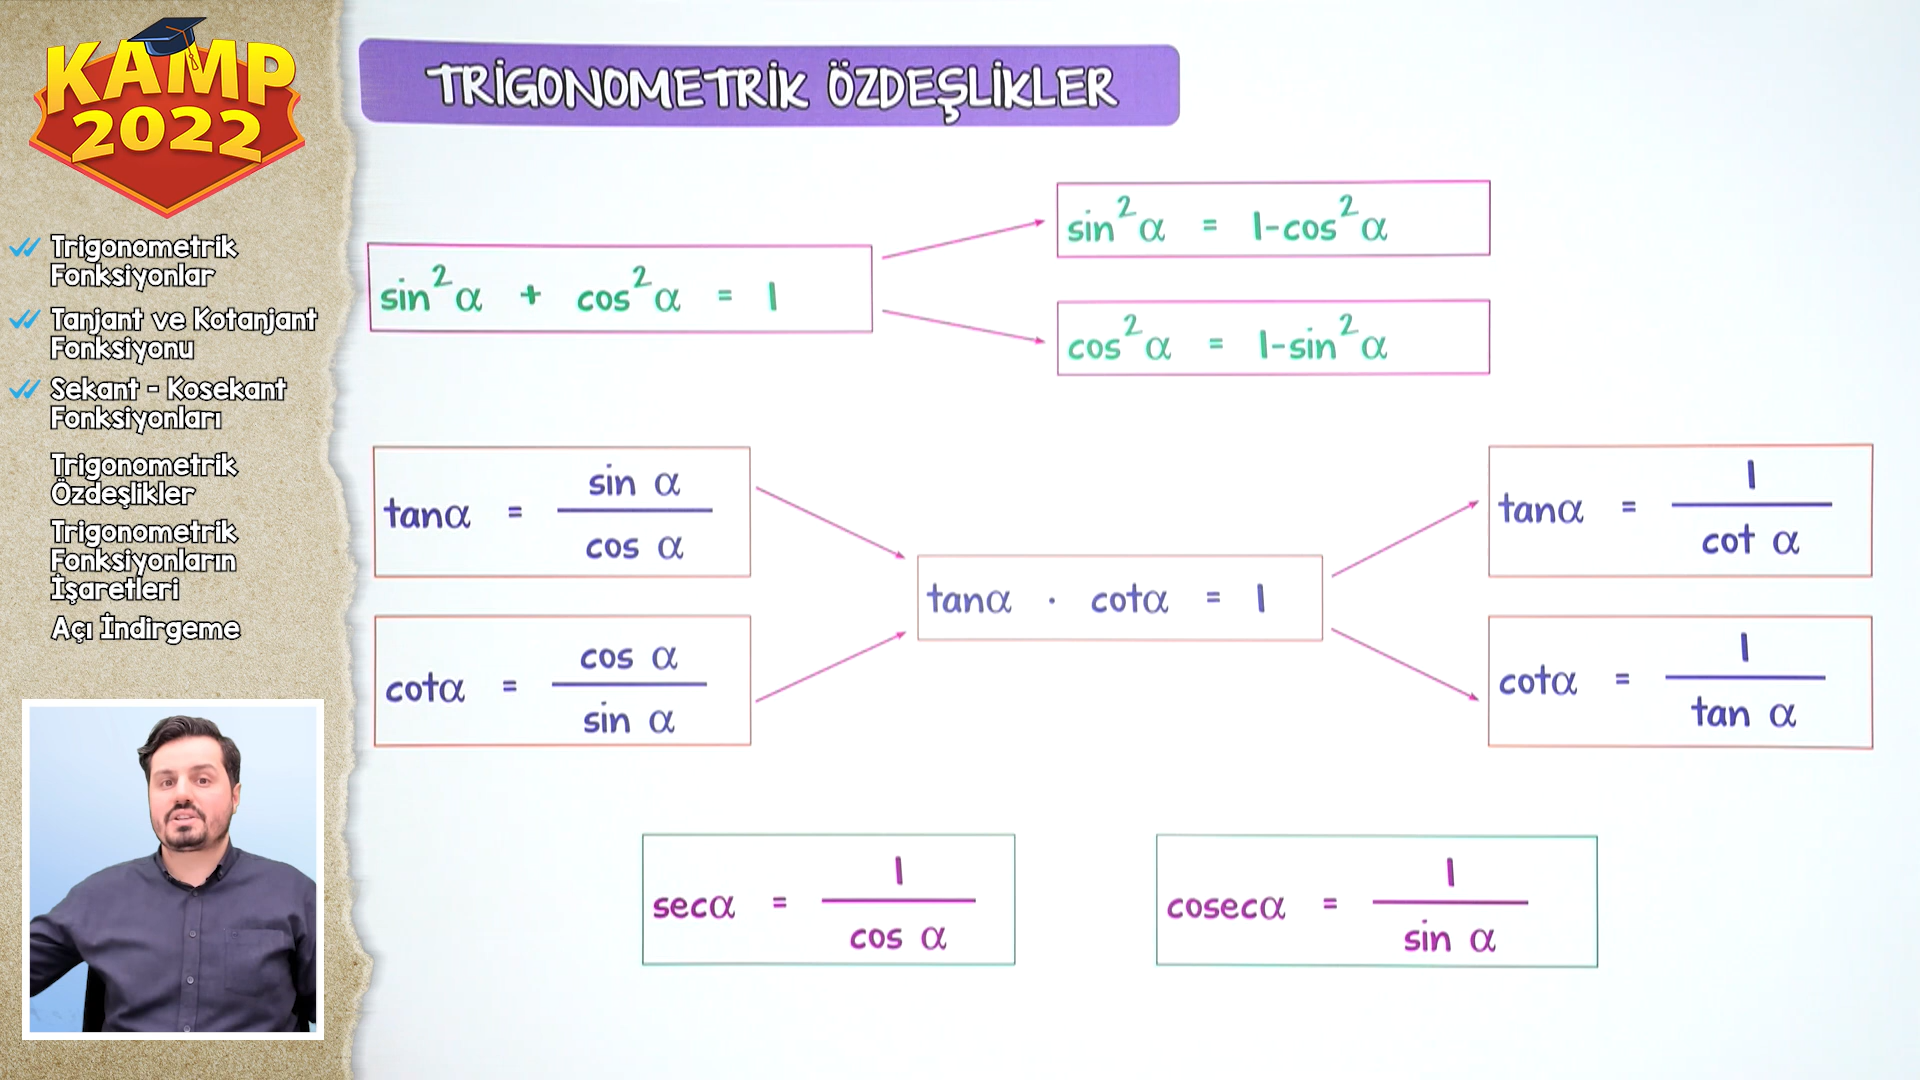 KAMP
2022
Trigonometrik
Fonksiyonlar
Tanjant ve Kotanjant
Fonksiyonu
Sekant - Kosekant
Fonksiyonları
Trigonometrik
Özdeşlikler
Trigonometrik
Fonksiyonların
İşaretleri
Açı İndirgeme
TRİGONOMETRİK ÖZDEŞLİKLER
sin²α + cos²α = 1
sin²α = 1-cos²α
cos²α = 1-sin²α
tanα = sin α / cos α
cotα = cos α / sin α
tanα · cotα = 1
tanα = 1 / cot α
cotα = 1 / tan α
secα = 1 / cos α
cosecα = 1 / sin α